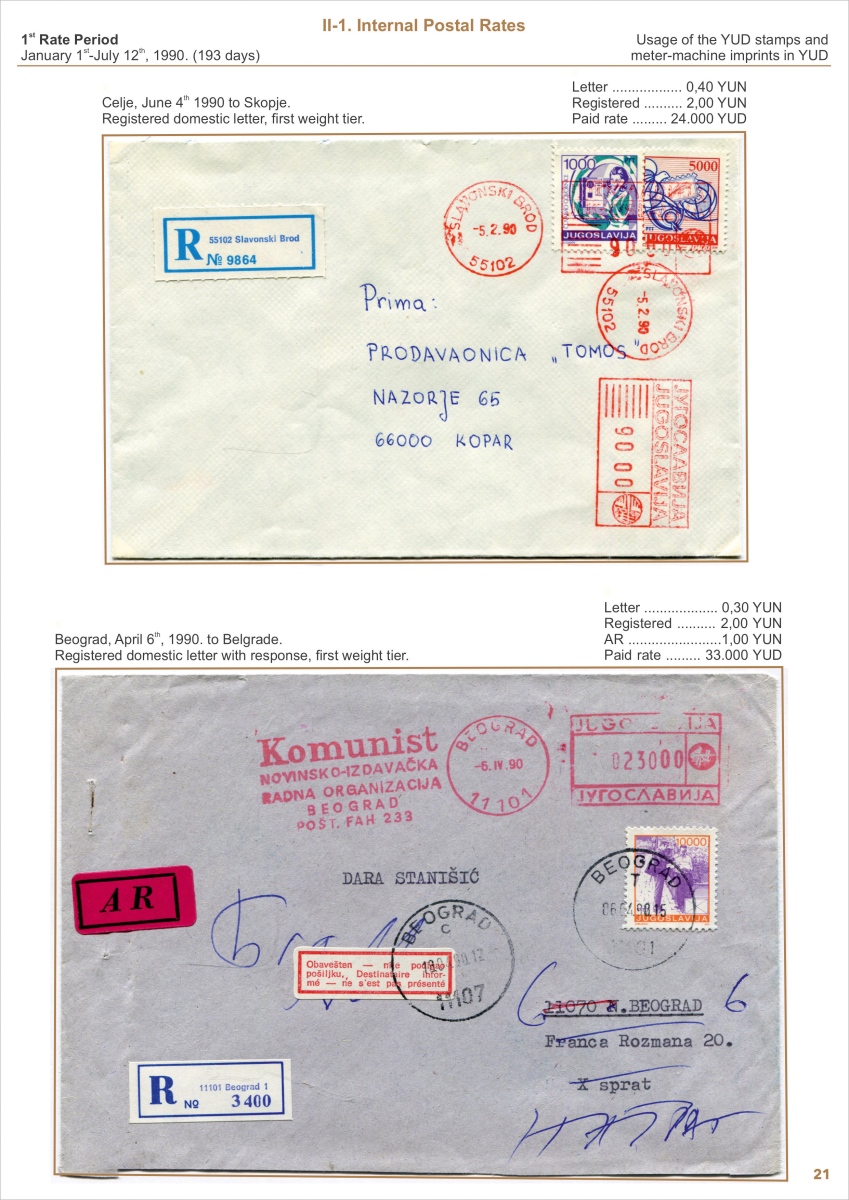 II-1. Internal Postal Rates
1st Rate Period
January 1st-July 12th, 1990. (193 days)
Usage of the YUD stamps and
meter-machine imprints in YUD
Celje, June 4th 1990 to Skopje.
Registered domestic letter, first weight tier.
Letter .................. 0,40 YUN
Registered .......... 2,00 YUN
Paid rate ......... 24.000 YUD
1000
JUGOSLAVIJA
5000
JUGOSLAVIJA
SLAVONSKI BROD
-5.2.90
55102
R
55102 Slavonski Brod
№ 9864
SLAVONSKI BROD
-5.2.90
55102
Prima:
PRODAVAONICA „TOMOS"
NAZORJE 65
66000 KOPAR
9000
JUGOSLAVIJA
ЈУГОСЛАВИЈА
Letter ................... 0,30 YUN
Registered .......... 2,00 YUN
AR ........................1,00 YUN
Paid rate ......... 33.000 YUD
Beograd, April 6th, 1990. to Belgrade.
Registered domestic letter with response, first weight tier.
Komunist
NOVINSKO-IZDAVAČKA
RADNA ORGANIZACIJA
BEOGRAD
POŠT. FAH 233
BEOGRAD
-6.IV.90
11101
023000
ЈУГОСЛАВИЈА
10000
JUGOSLAVIJA
BEOGRAD
T
AR
DARA STANIŠIĆ
BEOGRAD
C
11107
Obavešten — nije podigao
pošiljku, Destinataire infor-
mé — ne s'est pas présenté
11070 N.BEOGRAD 6
Franca Rozmana 20.
X sprat
R
11101 Beograd 1
№ 3400
21